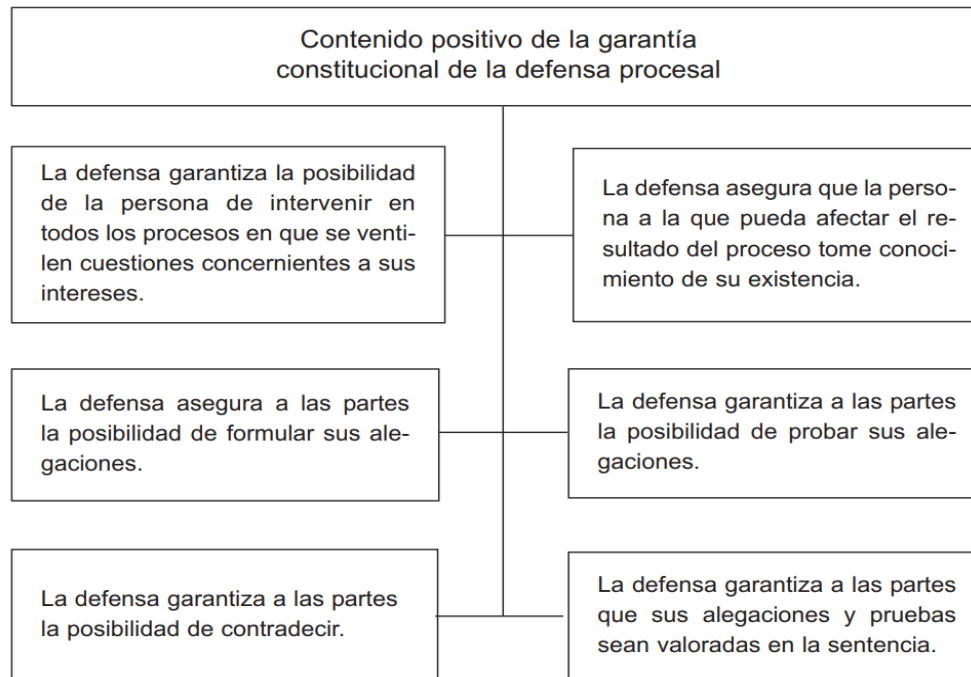 Contenido positivo de la garantía
constitucional de la defensa procesal
La defensa garantiza la posibilidad
de la persona de intervenir en
todos los procesos en que se venti-
len cuestiones concernientes a sus
intereses.
La defensa asegura que la perso-
na a la que pueda afectar el re-
sultado del proceso tome conoci-
miento de su existencia.
La defensa asegura a las partes
la posibilidad de formular sus ale-
gaciones.
La defensa garantiza a las partes
la posibilidad de probar sus ale-
gaciones.
La defensa garantiza a las partes
la posibilidad de contradecir.
La defensa garantiza a las partes
que sus alegaciones y pruebas
sean valoradas en la sentencia.